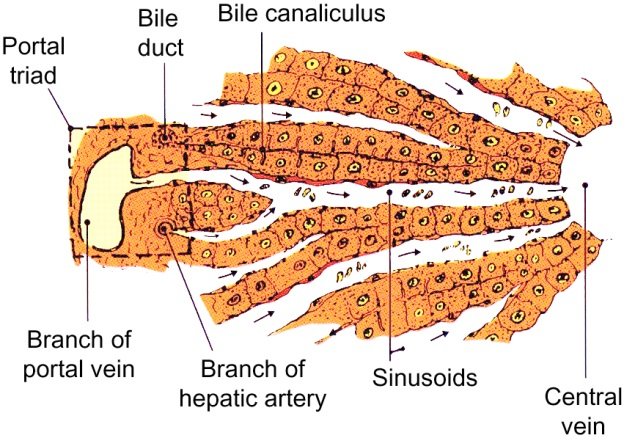 Bile canaliculus
Bile
duct
Portal
triad
Branch of
portal vein
Branch of
hepatic artery
Sinusoids
Central
vein